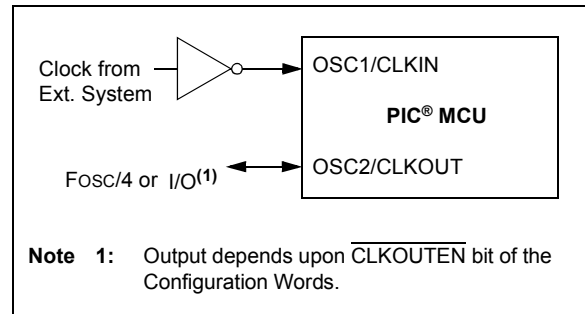 Clock from
Ext. System
OSC1/CLKIN
PIC® MCU
FOSC/4 or I/O(1)
OSC2/CLKOUT
Note 1: Output depends upon CLKOUTEN bit of the
Configuration Words.